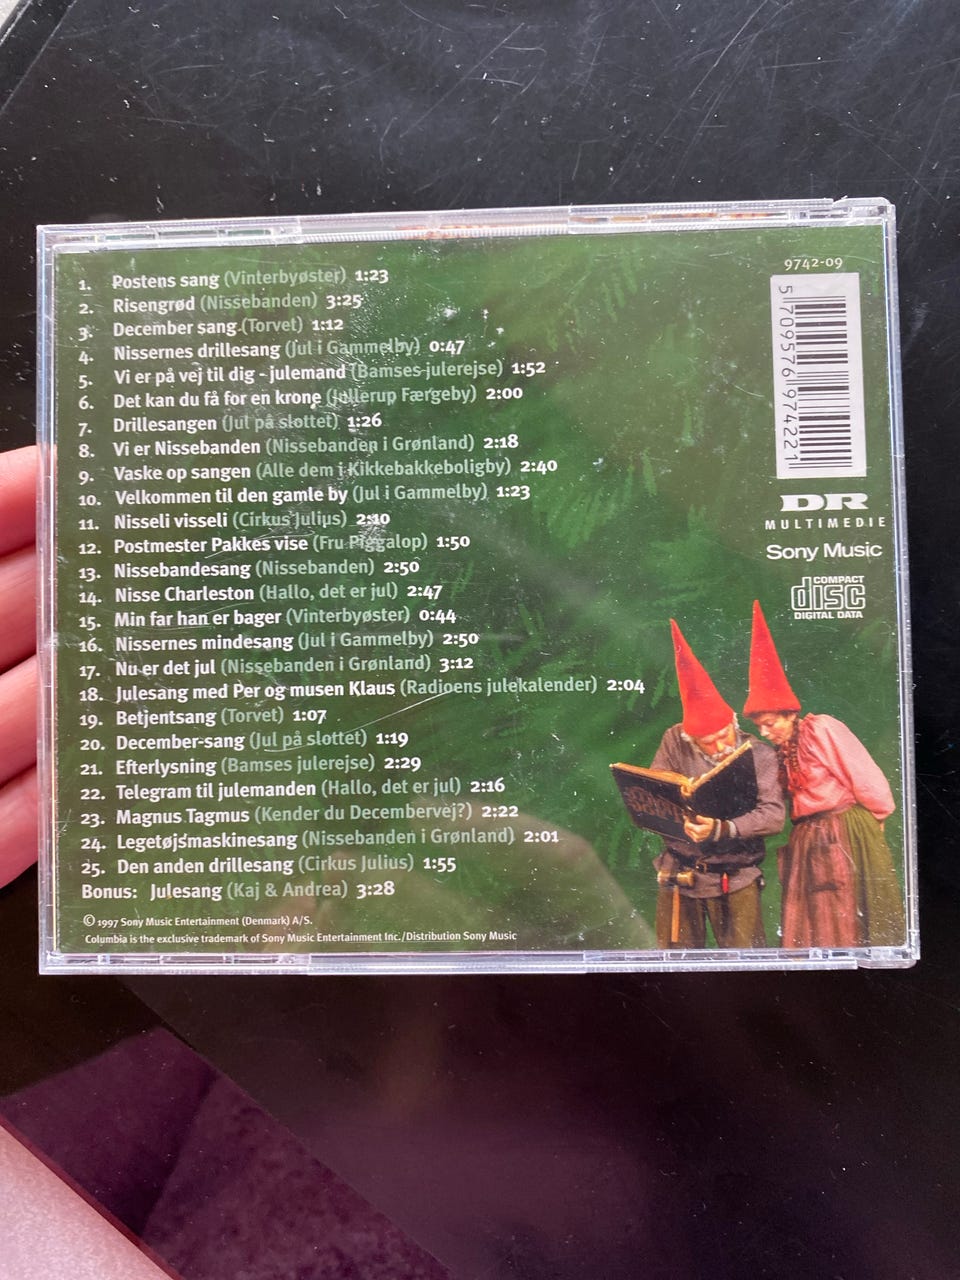 1. Postens sang (Vinterbyøster) 1:23
2. Risengrød (Nissebanden) 3:25
3. December sang (Torvet) 1:12
4. Nissernes drillesang (Jul i Gammelby) 0:47
5. Vi er på vej til dig - julemand (Bamses julerejse) 1:52
6. Det kan du få for en krone (Jullerup Færgeby) 2:00
7. Drillesangen (Jul på slottet) 1:26
8. Vi er Nissebanden (Nissebanden i Grønland) 2:18
9. Vaske op sangen (Alle dem i Kikkebakkeboligby) 2:40
10. Velkommen til den gamle by (Jul i Gammelby) 1:23
11. Nisseli visseli (Cirkus Julius) 2:10
12. Postmester Pakkes vise (Fru Piggalop) 1:50
13. Nissebandesang (Nissebanden) 2:50
14. Nisse Charleston (Hallo, det er jul) 2:47
15. Min far han er bager (Vinterbyøster) 0:44
16. Nissernes mindesang (Jul i Gammelby) 2:50
17. Nu er det jul (Nissebanden i Grønland) 3:12
18. Julesang med Per og musen Klaus (Radioens julekalender) 2:04
19. Betjentsang (Torvet) 1:07
20. December-sang (Jul på slottet) 1:19
21. Efterlysning (Bamses julerejse) 2:29
22. Telegram til julemanden (Hallo, det er jul) 2:16
23. Magnus Tagmus (Kender du Decembervej?) 2:22
24. Legetøjsmaskinesang (Nissebanden i Grønland) 2:01
25. Den anden drillesang (Cirkus Julius) 1:55
Bonus: Julesang (Kaj & Andrea) 3:28
© 1997 Sony Music Entertainment (Denmark) A/S.
Columbia is the exclusive trademark of Sony Music Entertainment Inc./Distribution Sony Music
9742-09
5 709576 974221
DR
MULTIMEDIE
Sony Music
COMPACT
disc
DIGITAL DATA